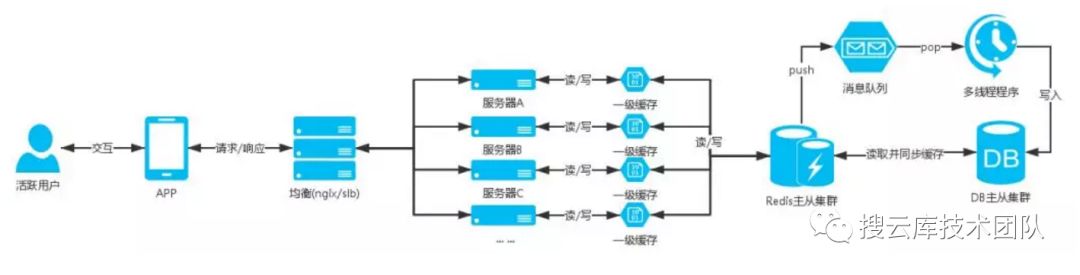 活跃用户
交互
APP
请求/响应
均衡(ngix/slb)
服务器A
读/写
一级缓存
服务器B
读/写
一级缓存
服务器C
读/写
一级缓存
... ...
读/写
一级缓存
读/写
Redis主从集群
push
消息队列
pop
多线程程序
写入
读取并同步缓存
DB
DB主从集群
搜云库技术团队